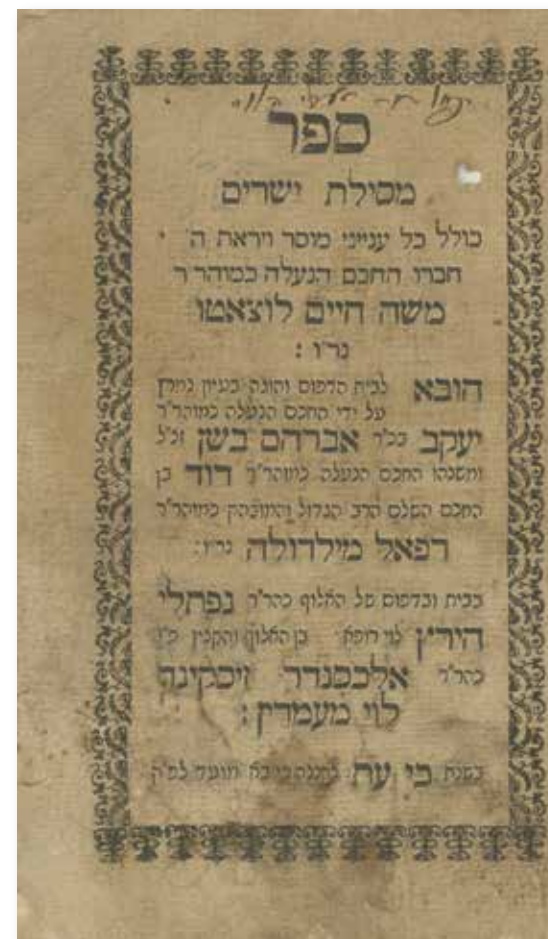 ספר
מסילת ישרים
כולל כל ענייני מוסר ויראת ה'
חברו החכם הנעלה כמוהר"ר
משה חיים לוצאטו
נר"ו :
הובא לבית הדפוס והוגה בעיון נמרץ
על ידי החכם הנעלה כמוהר"ר
יעקב בכ"ר אברהם בשן זכ"ל
ומשנהו החכם הנעלה כמוהר"ר דוד בן
החכם השלם הרב הגדול והמובהק כמוהר"ר
רפאל מילדולה נר"ו:
בבית ובדפוס של האלוף כהר"ר נפתלי
הירץ לוי רופא בן האלוף והקצין
כהר"ר אלכסנדר זיסקינד
לוי מעמדין :
בשנת כי עת לחננה כי בא מועד לפ"ק